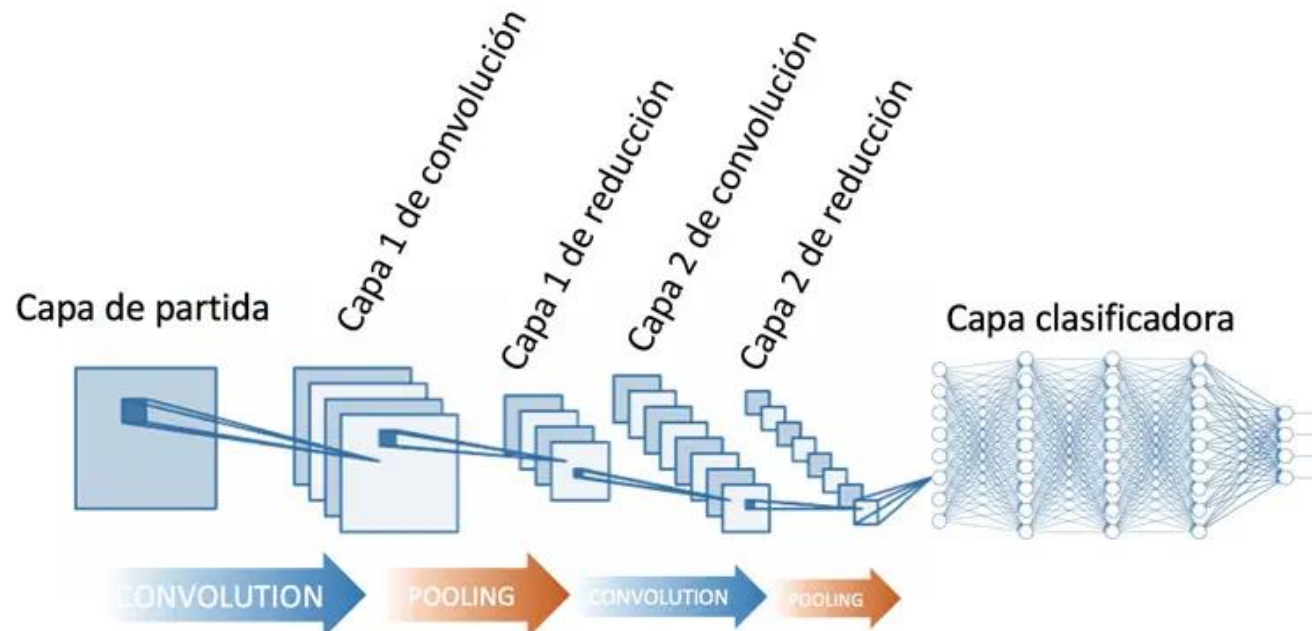 Capa de partida
Capa 1 de convolución
Capa 1 de reducción
Capa 2 de convolución
Capa 2 de reducción
Capa clasificadora
CONVOLUTION
POOLING
CONVOLUTION
POOLING